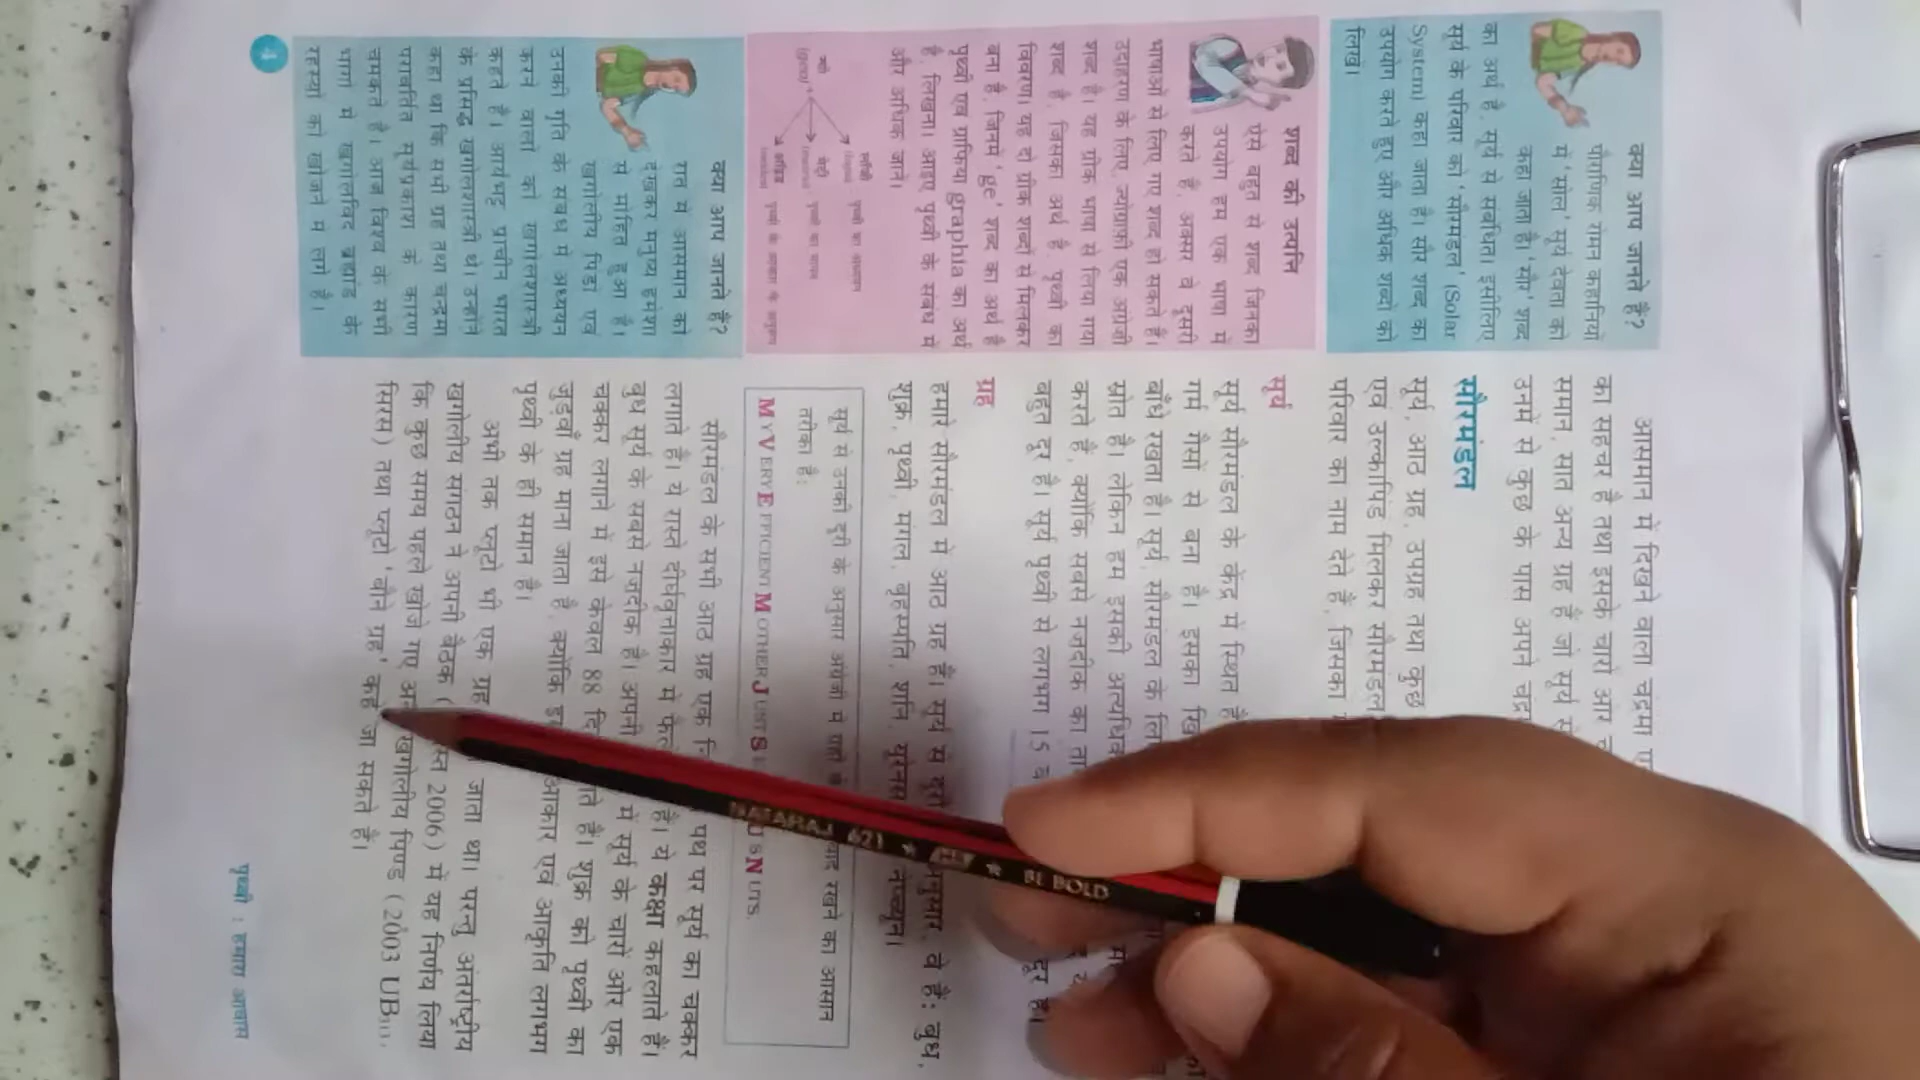 क्या आप जानते हैं?
पौराणिक रोमन कहानियों
में 'सोल' सूर्य देवता को
कहा जाता है। 'सौर' शब्द
का अर्थ है, सूर्य से संबंधित। इसीलिए
सूर्य के परिवार को 'सौरमंडल' (Solar
System) कहा जाता है। सौर शब्द का
उपयोग करते हुए और अधिक शब्दों को
लिखो।
शब्द की उत्पत्ति
ऐसे बहुत से शब्द जिनका
उपयोग हम एक भाषा में
करते हैं, अक्सर वे दूसरी
भाषाओं से लिए गए शब्द हो सकते हैं।
उदाहरण के लिए, ज्योग्राफ़ी एक अंग्रेजी
शब्द है। यह ग्रीक भाषा से लिया गया
शब्द है, जिसका अर्थ है, पृथ्वी का
विवरण। यह दो ग्रीक शब्दों से मिलकर
बना है, जिनमें 'ge' शब्द का अर्थ है
पृथ्वी एवं ग्राफिया graphia का अर्थ
है, लिखना। आइए पृथ्वी के संबंध में
और अधिक जानें।
क्या आप जानते हैं?
रात में आसमान को
देखकर मनुष्य हमेशा
से मोहित हुआ है।
खगोलीय पिंडों एवं
उनकी गति के संबंध में अध्ययन
करने वालों को खगोलशास्त्री
कहते हैं। आर्यभट्ट प्राचीन भारत
के प्रसिद्ध खगोलशास्त्री थे। उन्होंने
कहा था कि सभी ग्रह तथा चन्द्रमा
परावर्तित सूर्यप्रकाश के कारण
चमकते हैं। आज विश्व के सभी
भागों में खगोलविद ब्रह्मांड के
रहस्यों को खोजने में लगे हैं।
4
आसमान में दिखने वाला चंद्रमा
का सहचर है तथा इसके चारों ओर
समान, सात अन्य ग्रह हैं जो सूर्य
उनमें से कुछ के पास अपने
सौरमंडल
सूर्य, आठ ग्रह, उपग्रह तथा कुछ
एवं उल्कापिंड मिलकर सौरमंडल
परिवार का नाम देते हैं, जिसका
सूर्य
सूर्य सौरमंडल के केंद्र में स्थित
गर्म गैसों से बना है। इसका
बाँधे रखता है। सूर्य, सौरमंडल के
स्रोत है। लेकिन हम इसकी
करते हैं, क्योंकि सबसे नजदीक का
बहुत दूर है। सूर्य पृथ्वी से लगभग 15 दूर है।
ग्रह
हमारे सौरमंडल में आठ ग्रह हैं। सूर्य से दूरी अनुसार, वे हैं: बुध,
शुक्र, पृथ्वी, मंगल, बृहस्पति, शनि, यूरेनस नेप्च्यून।
सूर्य से उनकी दूरी के अनुसार अंग्रेजी में ग्रहों याद रखने का आसान
तरीका है:
MY VERY EFFICIENT MOTHER JUST S US NUTS.
सौरमंडल के सभी आठ ग्रह एक पथ पर सूर्य का चक्कर
लगाते हैं। ये रास्ते दीर्घवृत्ताकार में हैं। ये कक्षा कहलाते हैं।
बुध सूर्य के सबसे नजदीक है। अपनी में सूर्य के चारों ओर एक
चक्कर लगाने में इसे केवल 88 हैं। शुक्र को पृथ्वी का
जुड़वाँ ग्रह माना जाता है, क्योंकि आकार एवं आकृति लगभग
पृथ्वी के ही समान है।
अभी तक प्लूटो भी एक ग्रह जाता था। परन्तु अंतर्राष्ट्रीय
खगोलीय संगठन ने अपनी बैठक 2006) में यह निर्णय लिया
कि कुछ समय पहले खोजे गए खगोलीय पिण्ड (2003 UB₃₁₃,
सिरस) तथा प्लूटो 'बौने ग्रह' कहे जा सकते हैं।
पृथ्वी : हमारा आवास
NATARAJ 621 HB BE BOLD